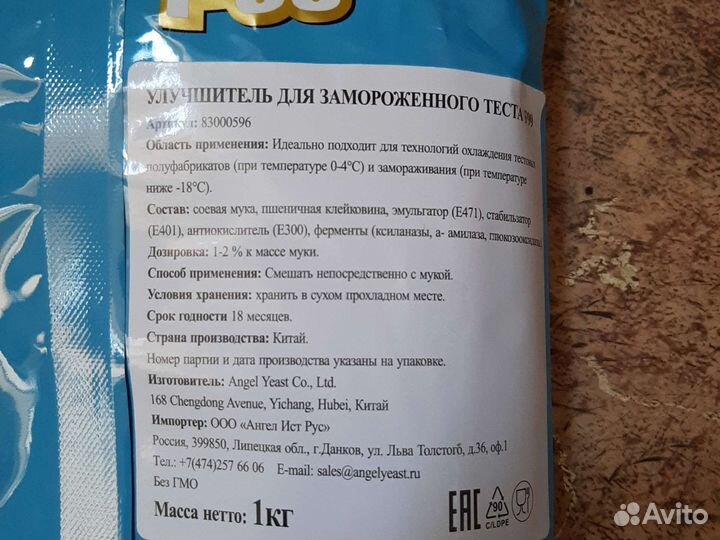 УЛУЧШИТЕЛЬ ДЛЯ ЗАМОРОЖЕННОГО ТЕСТА
Артикул: 83000596
Область применения: Идеально подходит для технологий охлаждения тестовых
полуфабрикатов (при температуре 0-4°С) и замораживания (при температуре
ниже -18°С).
Состав: соевая мука, пшеничная клейковина, эмульгатор (Е471), стабилизатор
(Е401), антиокислитель (Е300), ферменты (ксиланазы, а- амилаза, глюкозооксидаза)
Дозировка: 1-2 % к массе муки.
Способ применения: Смешать непосредственно с мукой.
Условия хранения: хранить в сухом прохладном месте.
Срок годности 18 месяцев.
Страна производства: Китай.
Номер партии и дата производства указаны на упаковке.
Изготовитель: Angel Yeast Co., Ltd.
168 Chengdong Avenue, Yichang, Hubei, Китай
Импортер: ООО «Ангел Ист Рус»
Россия, 399850, Липецкая обл., г.Данков, ул. Льва Толстогб, д.36, оф.1
Тел.: +7(474)257 66 06 E-mail: sales@angelyeast.ru
Без ГМО
Масса нетто: 1кг
EAC
90
C/LDPE
Avito